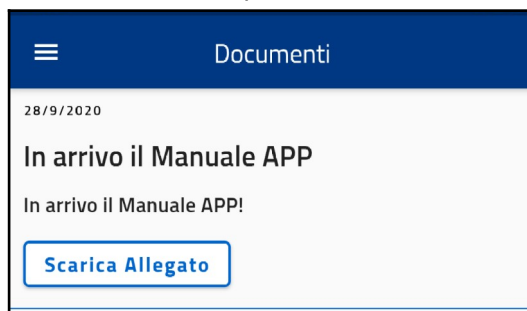 Documenti
28/9/2020
In arrivo il Manuale APP
In arrivo il Manuale APP!
Scarica Allegato